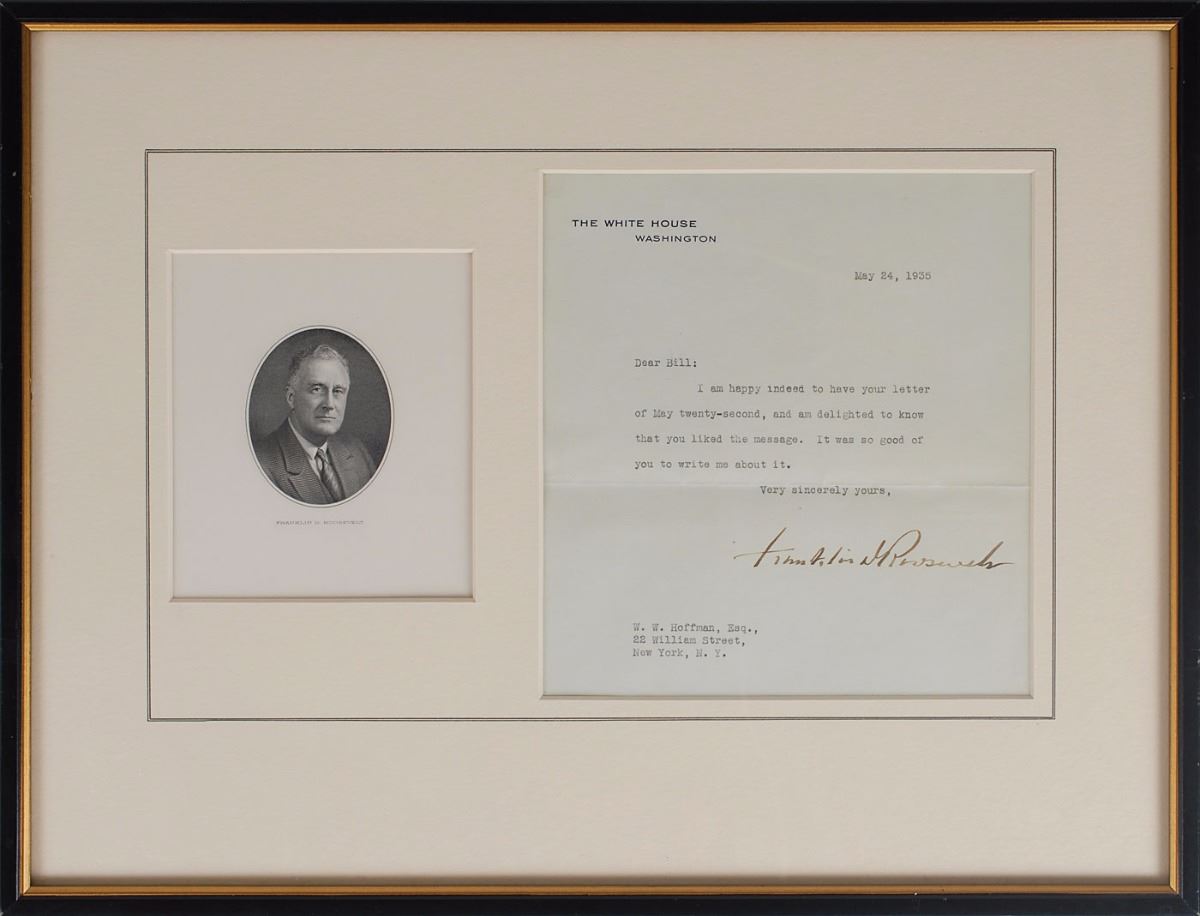 THE WHITE HOUSE
WASHINGTON
May 24, 1935
Dear Bill:
I am happy indeed to have your letter
of May twenty-second, and am delighted to know
that you liked the message. It was so good of
you to write me about it.
Very sincerely yours,
Franklin D Roosevelt
W. W. Hoffman, Esq.,
22 William Street,
New York, N. Y.
FRANKLIN D. ROOSEVELT